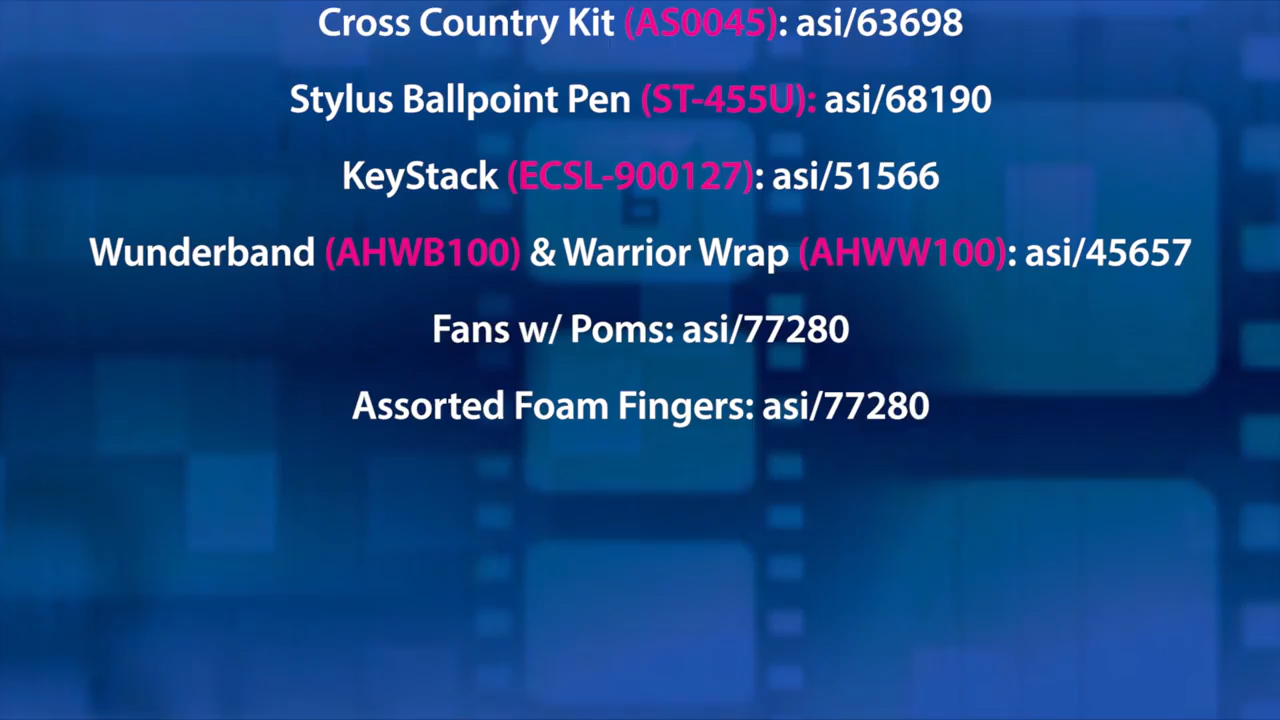 Cross Country Kit (AS0045): asi/63698
Stylus Ballpoint Pen (ST-455U): asi/68190
KeyStack (ECSL-900127): asi/51566
Wunderband (AHWB100) & Warrior Wrap (AHWW100): asi/45657
Fans w/ Poms: asi/77280
Assorted Foam Fingers: asi/77280